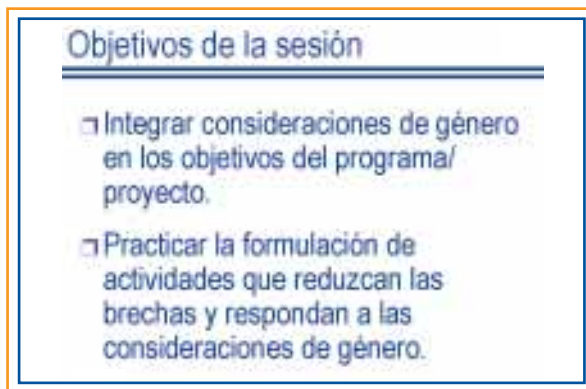 Objetivos de la sesión
Integrar consideraciones de género
en los objetivos del programa/
proyecto.
Practicar la formulación de
actividades que reduzcan las
brechas y respondan a las
consideraciones de género.